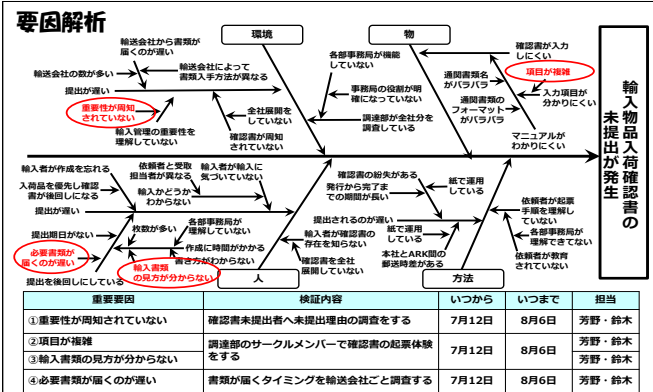 要因解析
環境
物
輸送会社から書類が
届くのが遅い
輸送会社の数が多い
輸送会社によって
書類入手方法が異なる
提出が遅い
重要性が周知
されていない
輸入管理の重要性を
理解していない
全社展開を
していない
確認書が周知
されていない
各部事務局が機能
していない
事務局の役割が明
確になっていない
調達部が全社分を
調査している
確認書が入力
しにくい
通関書類名
がバラバラ
項目が複雑
入力項目が
分かりにくい
通関書類の
フォーマット
がバラバラ
マニュアルが
わかりにくい
輸入物品入荷確認書の
未提出が発生
輸入者が作成を忘れる
入荷品を優先し確認
書が後回しになる
依頼者と受取
担当者が異なる
輸入者が輸入に
気づいていない
輸入かどうか
わからない
提出が遅い
提出期日がない
枚数が多い
各部事務局が
理解していない
作成に時間がかかる
書き方がわからない
必要書類が
届くのが遅い
輸入書類
の見方が分からない
提出を後回しにしている
輸入者が確認書の
存在を知らない
確認書を全社
展開していない
人
確認書の紛失がある
発行から完了ま
での期間が長い
紙で運用
している
提出されるのが遅い
紙で運用
している
本社とARK間の
郵送時差がある
依頼者が起票
手順を理解し
ていない
各部事務局が
理解できてない
依頼者が教育
されていない
方法
重要要因 検証内容 いつから いつまで 担当
①重要性が周知されていない 確認書未提出者へ未提出理由の調査をする 7月12日 8月6日 芳野・鈴木
②項目が複雑 調達部のサークルメンバーで確認書の起票体験をする 7月12日 8月6日 芳野・鈴木
③輸入書類の見方が分からない 芳野・鈴木
④必要書類が届くのが遅い 書類が届くタイミングを輸送会社ごと調査する 7月12日 8月6日 芳野・鈴木